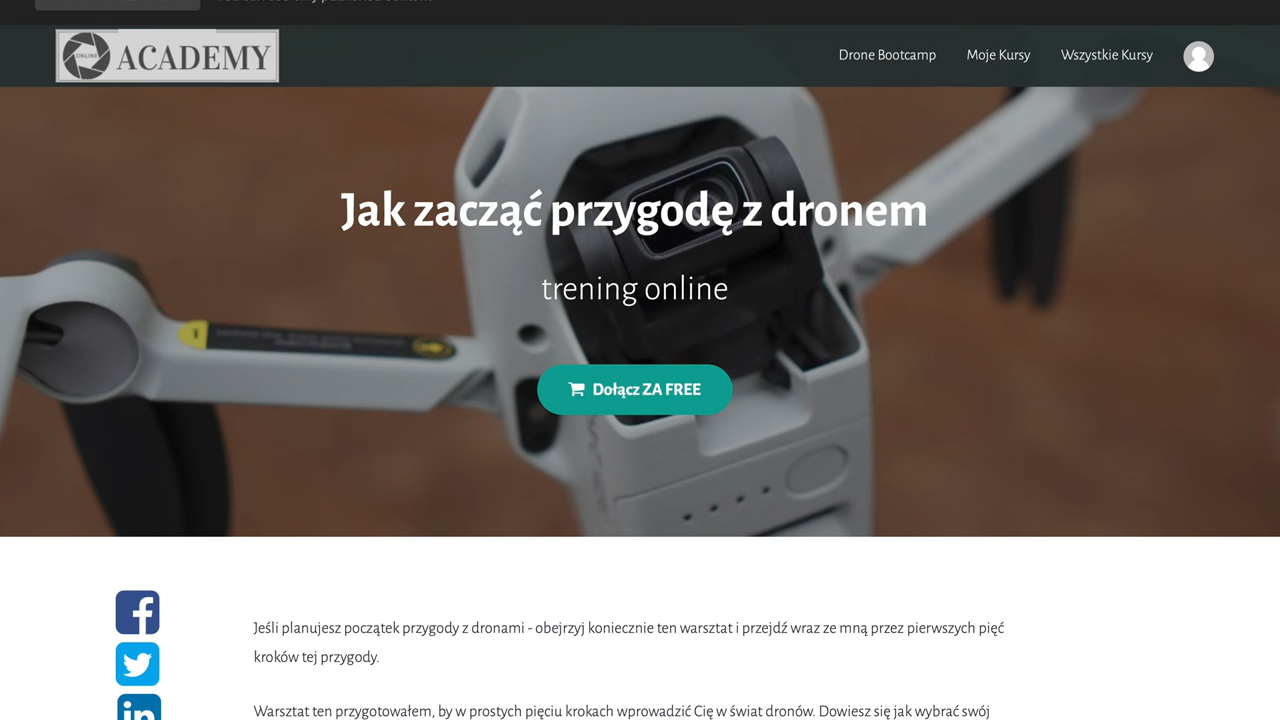 ONLINE ACADEMY
Drone Bootcamp
Moje Kursy
Wszystkie Kursy
Jak zacząć przygodę z dronem
trening online
Dołącz ZA FREE
Jeśli planujesz początek przygody z dronami - obejrzyj koniecznie ten warsztat i przejdź wraz ze mną przez pierwszych pięć
kroków tej przygody.
Warsztat ten przygotowałem, by w prostych pięciu krokach wprowadzić Cię w świat dronów. Dowiesz się jak wybrać swój